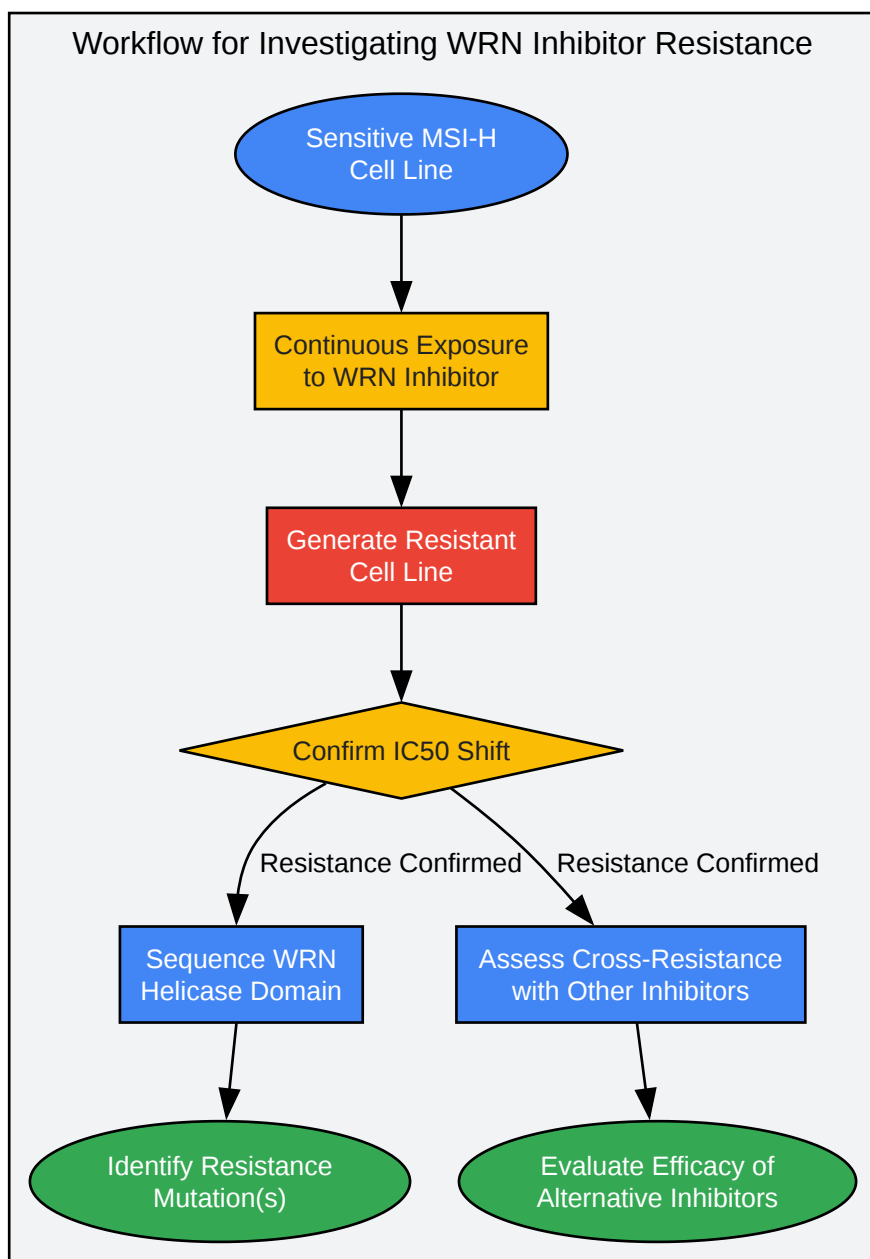 Workflow for Investigating WRN Inhibitor Resistance
Sensitive MSI-H
Cell Line
Continuous Exposure
to WRN Inhibitor
Generate Resistant
Cell Line
Confirm IC50 Shift
Resistance Confirmed
Resistance Confirmed
Sequence WRN
Helicase Domain
Assess Cross-Resistance
with Other Inhibitors
Identify Resistance
Mutation(s)
Evaluate Efficacy of
Alternative Inhibitors